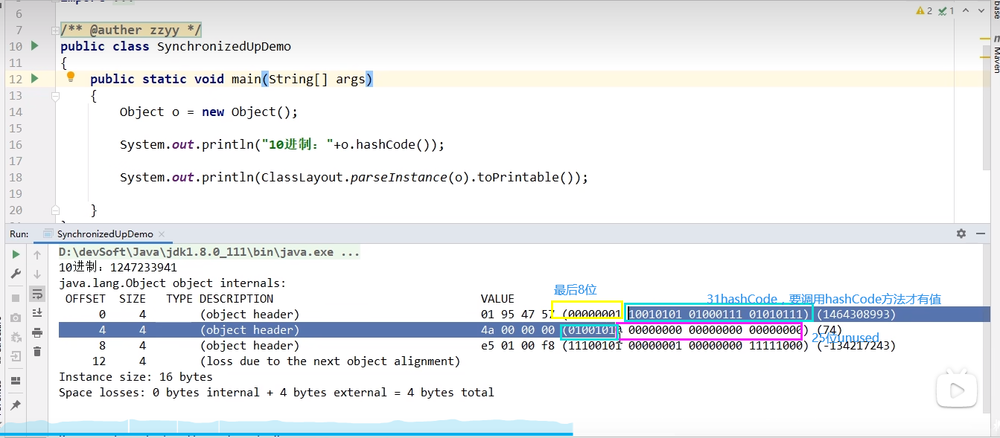 6
7 /** @auther zzyy */
10 public class SynchronizedUpDemo
11 {
12 public static void main(String[] args)
13 {
14 Object o = new Object();
15
16 System.out.println("10进制："+o.hashCode());
17
18 System.out.println(ClassLayout.parseInstance(o).toPrintable());
19
20 }
2 1
Maven
Run: SynchronizedUpDemo ×
D:\devSoft\Java\jdk1.8.0_111\bin\java.exe ...
10进制：1247233941
java.lang.Object object internals:
最后8位
OFFSET SIZE TYPE DESCRIPTION VALUE
31hashCode，要调用hashCode方法才有值
0 4 (object header) 01 95 47 57 (00000001 10010101 01000111 01010111) (1464308993)
4 4 (object header) 4a 00 00 00 (01001010 00000000 00000000 00000000) (74)
25位unused
8 4 (object header) e5 01 00 f8 (11100101 00000001 00000000 11111000) (-134217243)
12 4 (loss due to the next object alignment)
Instance size: 16 bytes
Space losses: 0 bytes internal + 4 bytes external = 4 bytes total